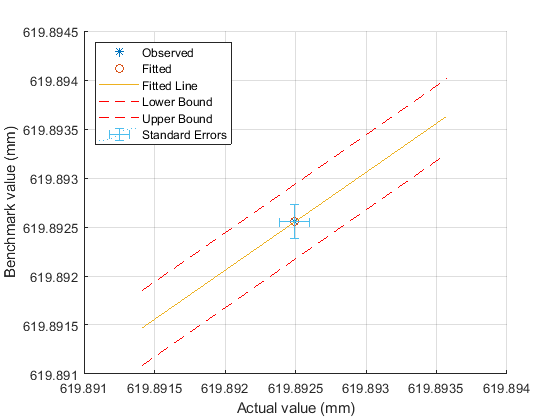 619.8945
619.894
619.8935
619.893
619.8925
619.892
619.8915
619.891
Benchmark value (mm)
Observed
Fitted
Fitted Line
Lower Bound
Upper Bound
Standard Errors
619.891 619.8915 619.892 619.8925 619.893 619.8935 619.894
Actual value (mm)